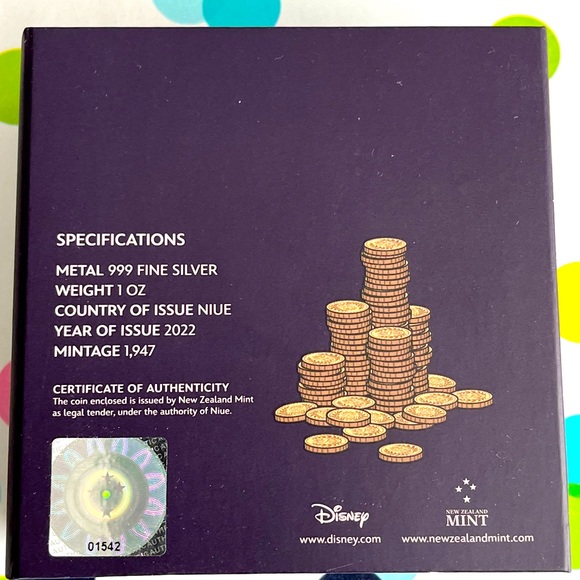 SPECIFICATIONS
METAL 999 FINE SILVER
WEIGHT 1 OZ
COUNTRY OF ISSUE NIUE
YEAR OF ISSUE 2022
MINTAGE 1,947
CERTIFICATE OF AUTHENTICITY
The coin enclosed is issued by New Zealand Mint
as legal tender, under the authority of Niue.
01542
Disney
www.disney.com
NEW ZEALAND
MINT
www.newzealandmint.com